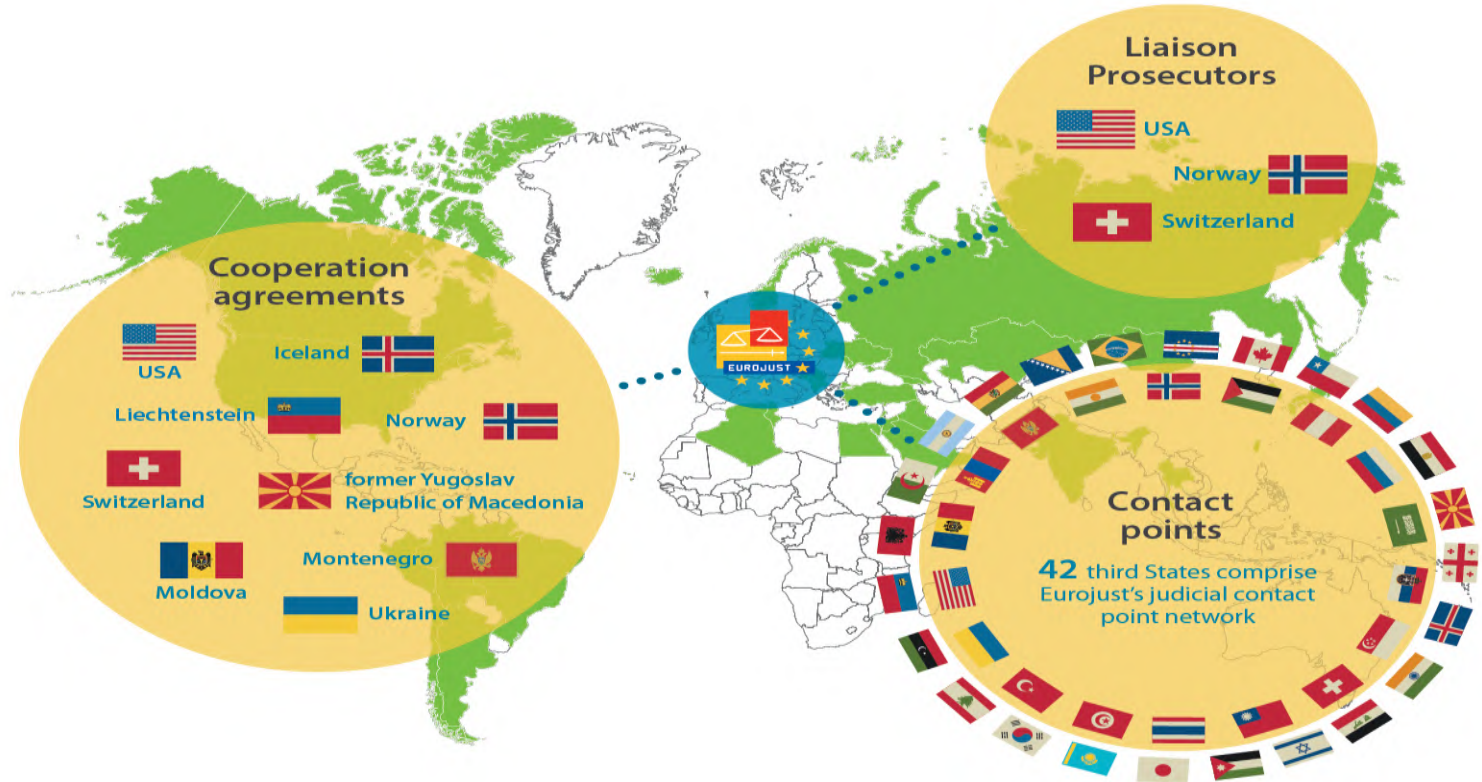 Cooperation
agreements
USA
Iceland
Liechtenstein
Norway
Switzerland
former Yugoslav
Republic of Macedonia
Moldova
Montenegro
Ukraine
EUROJUST
Liaison
Prosecutors
USA
Norway
Switzerland
Contact
points
42 third States comprise
Eurojust's judicial contact
point network